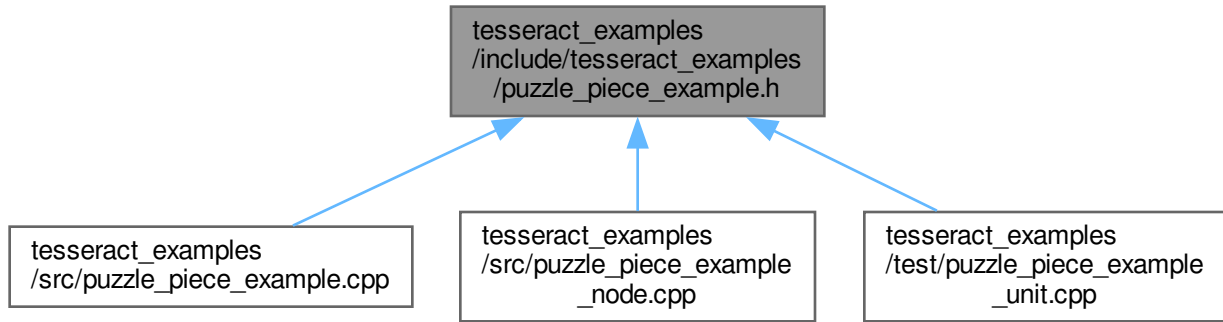 tesseract_examples
/include/tesseract_examples
/puzzle_piece_example.h
tesseract_examples
/src/puzzle_piece_example.cpp
tesseract_examples
/src/puzzle_piece_example
_node.cpp
tesseract_examples
/test/puzzle_piece_example
_unit.cpp